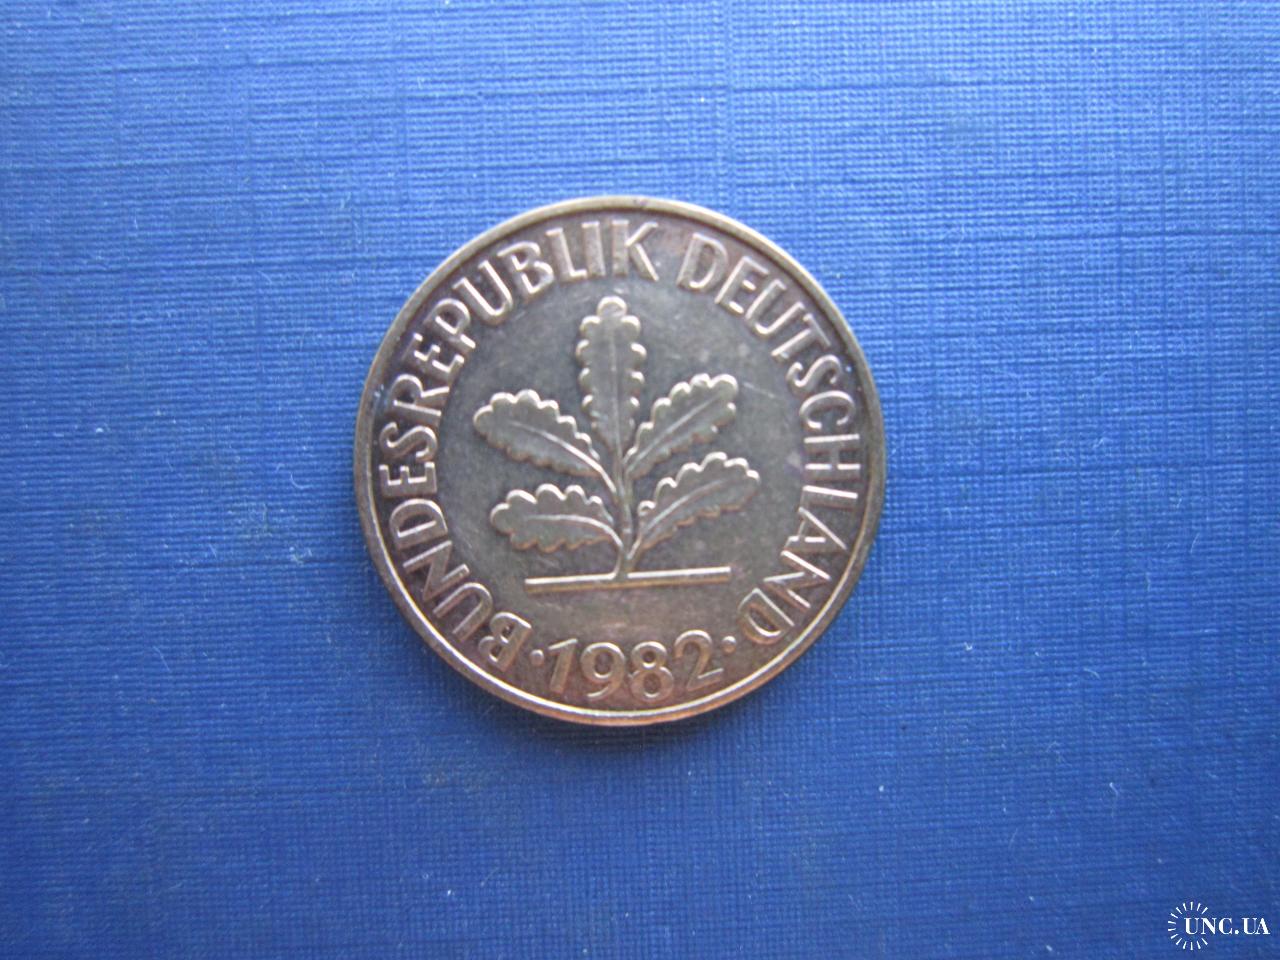 BUNDESREPUBLIK DEUTSCHLAND
· 1982 ·
UNC.UA